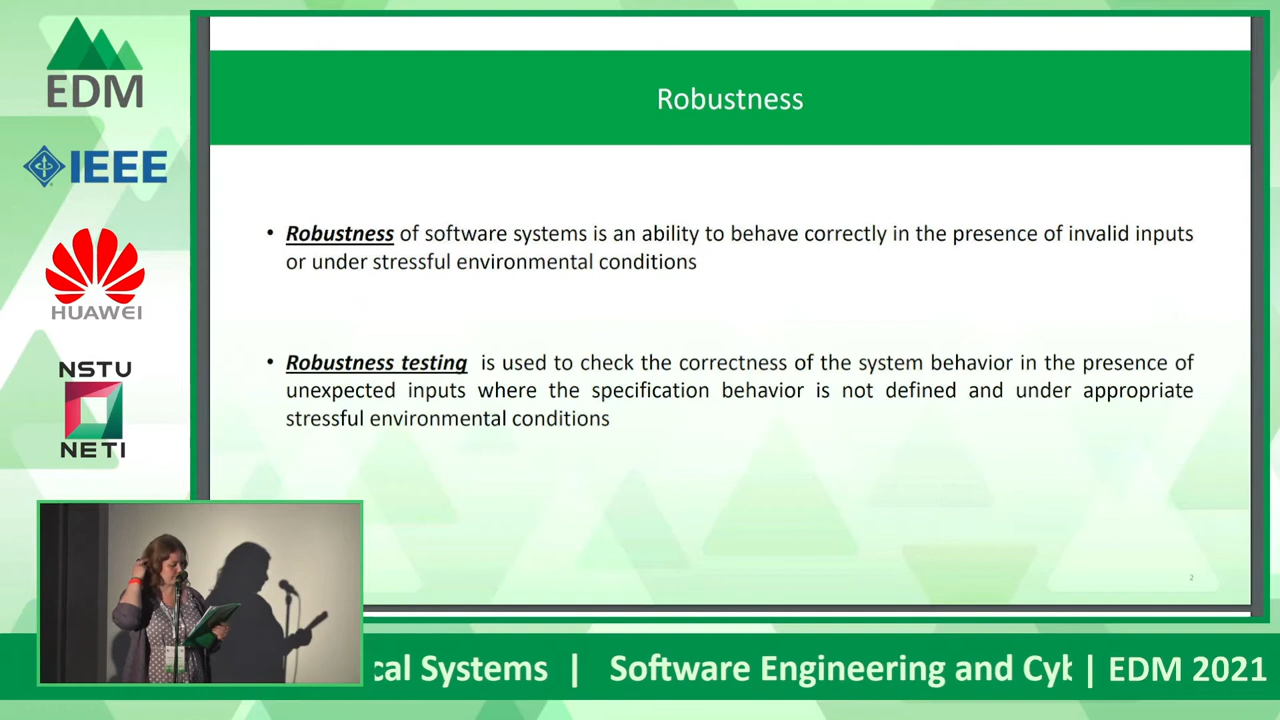 EDM
IEEE
HUAWEI
NSTU
NETI
Robustness
• Robustness of software systems is an ability to behave correctly in the presence of invalid inputs
or under stressful environmental conditions
• Robustness testing is used to check the correctness of the system behavior in the presence of
unexpected inputs where the specification behavior is not defined and under appropriate
stressful environmental conditions
2
cal Systems | Software Engineering and Cyb | EDM 2021